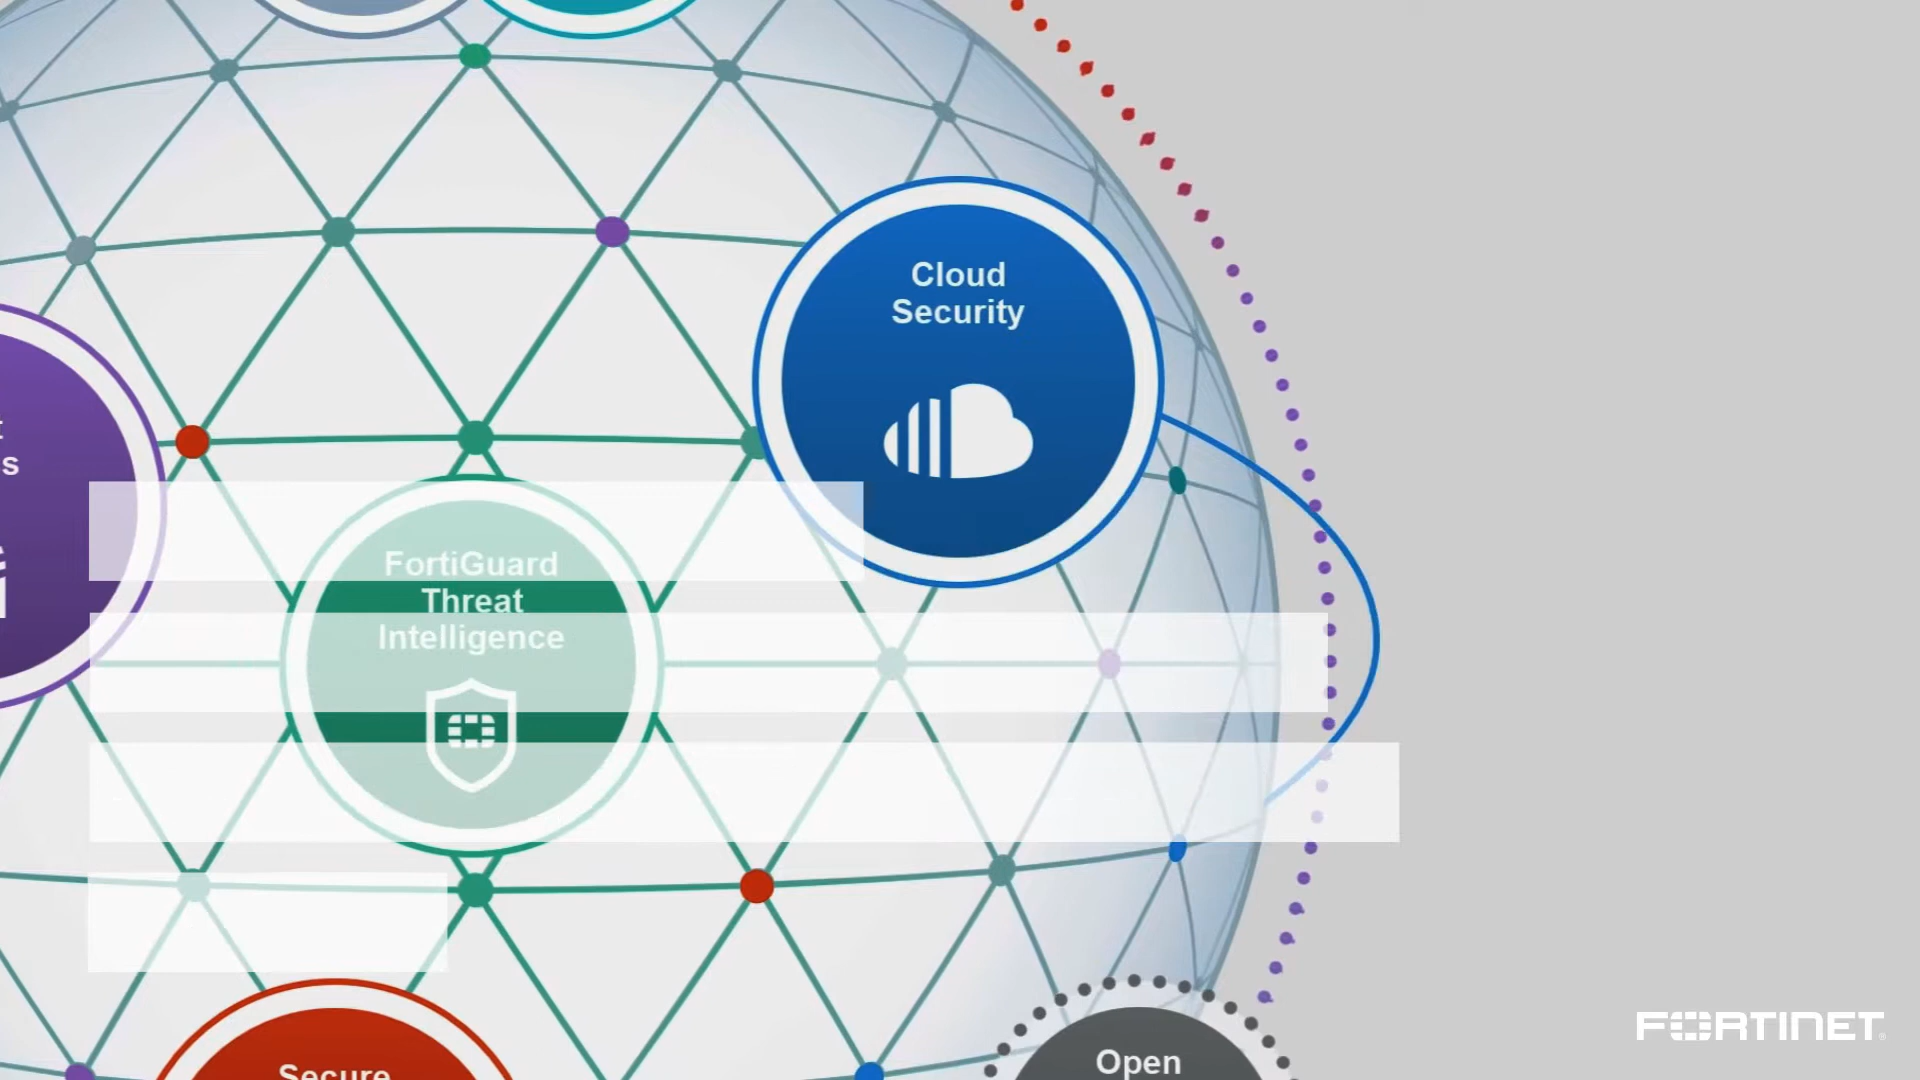 Cloud
Security
s
FortiGuard
Threat
Intelligence
Secure
Open
FORTINET